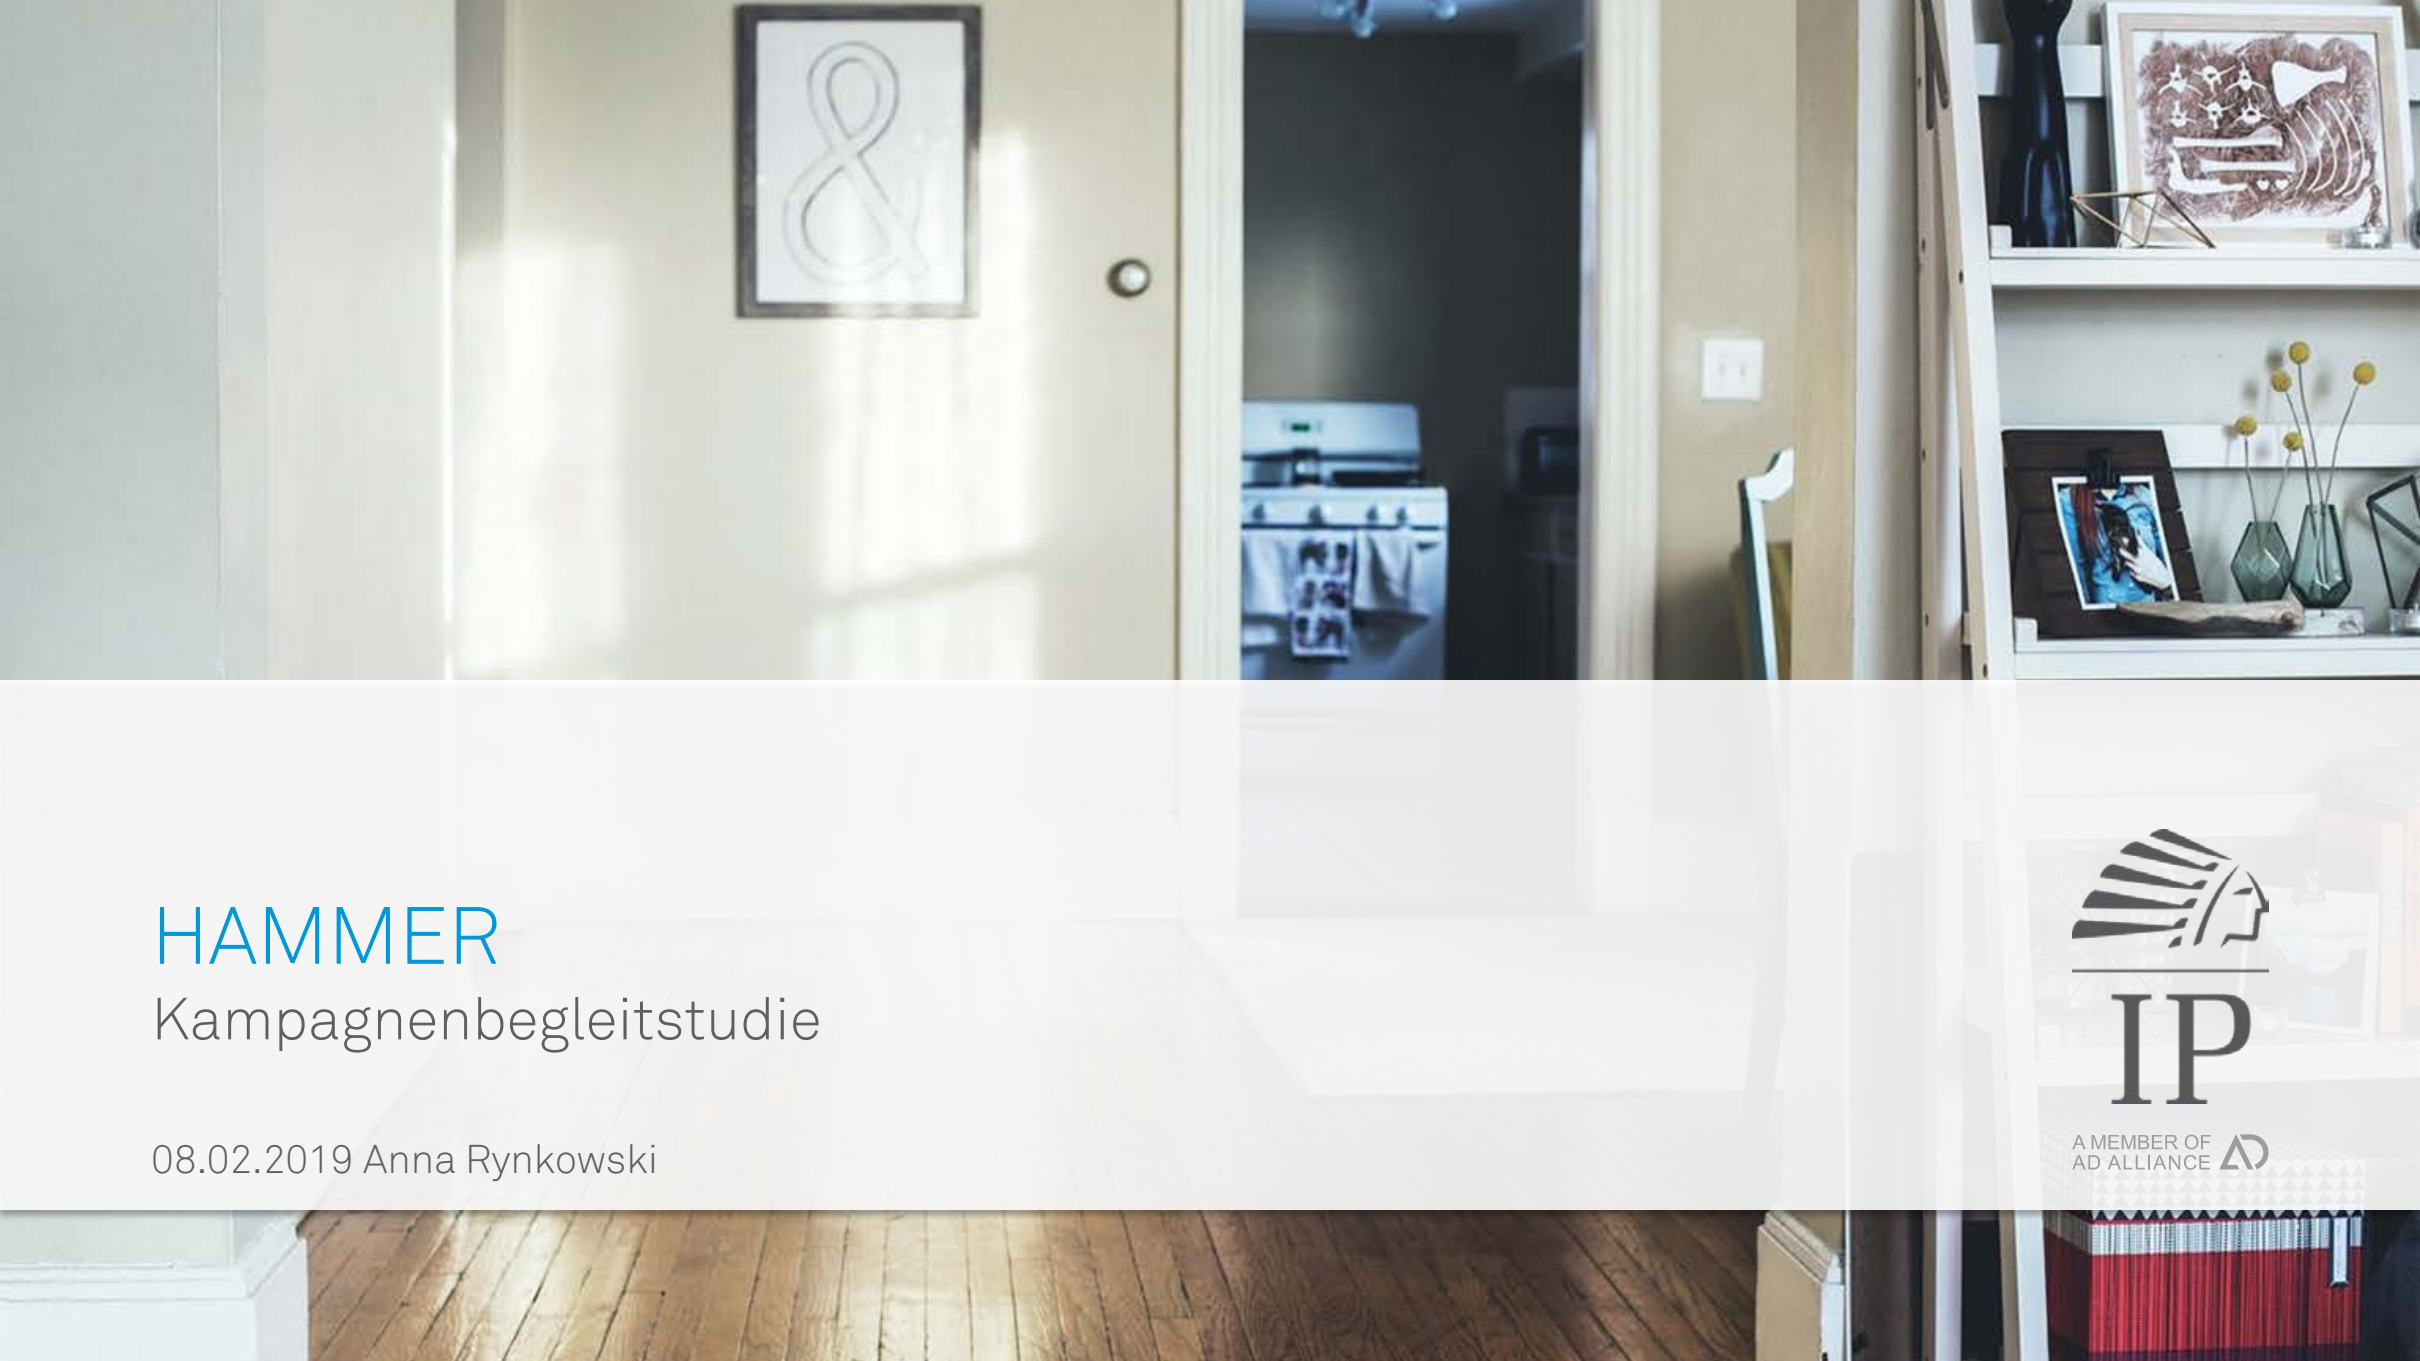 &
HAMMER
Kampagnenbegleitstudie
08.02.2019 Anna Rynkowski
IP
A MEMBER OF
AD ALLIANCE